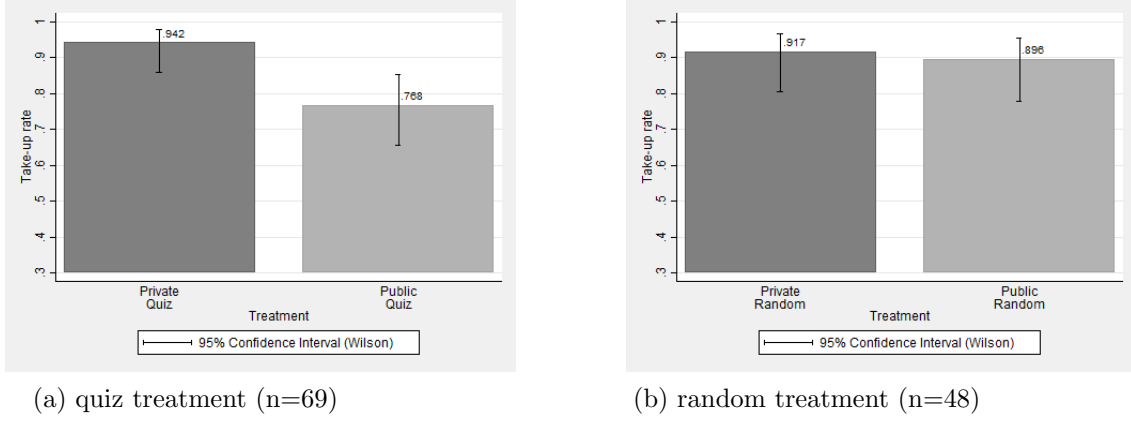 Take-up rate
1
.9
.8
.7
.6
.5
.4
.3
.942
.768
Private
Quiz
Public
Quiz
Treatment
95% Confidence Interval (Wilson)
(a) quiz treatment (n=69)
Take-up rate
1
.9
.8
.7
.6
.5
.4
.3
.917
.896
Private
Random
Public
Random
Treatment
95% Confidence Interval (Wilson)
(b) random treatment (n=48)